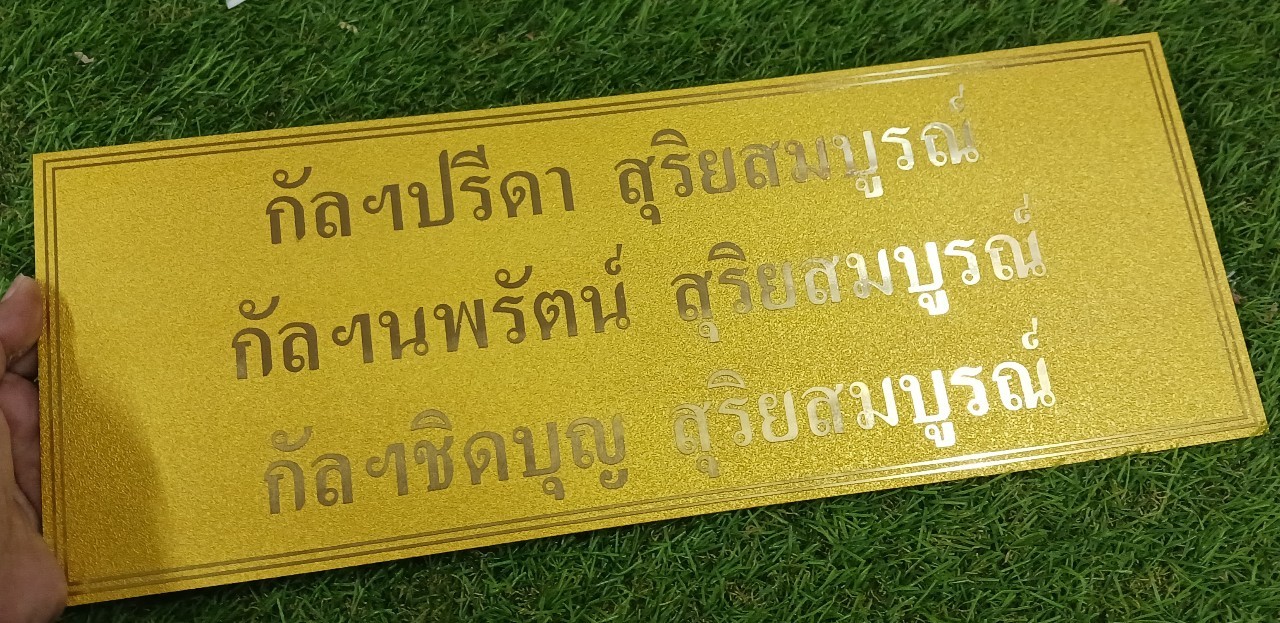 กัลฯปรีดา สุริยสมบูรณ์
กัลฯนพรัตน์ สุริยสมบูรณ์
กัลฯชิดบุญ สุริยสมบูรณ์